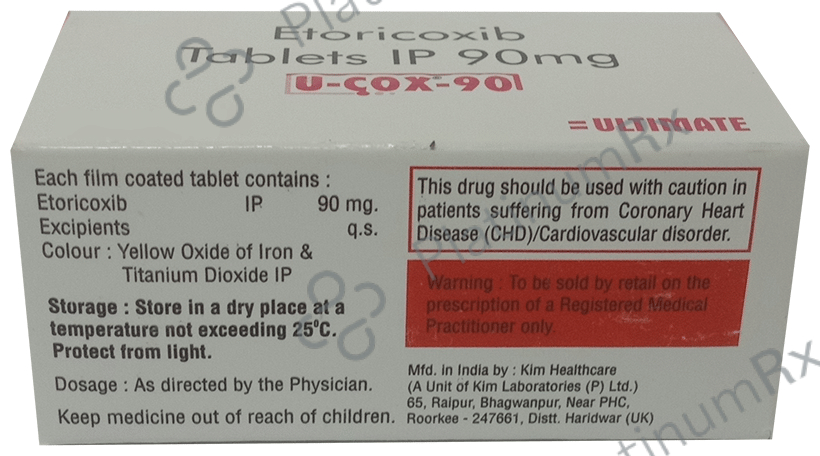 Etoricoxib
Tablets IP 90mg
U-ÇOX-90
=ULTIMATE
Each film coated tablet contains :
Etoricoxib IP 90 mg.
Excipients q.s.
Colour : Yellow Oxide of Iron &
Titanium Dioxide IP
Storage : Store in a dry place at a
temperature not exceeding 25⁰C.
Protect from light.
Dosage : As directed by the Physician.
Keep medicine out of reach of children.
This drug should be used with caution in
patients suffering from Coronary Heart
Disease (CHD)/Cardiovascular disorder.
Warning : To be sold by retail on the
prescription of a Registered Medical
Practitioner only.
Mfd. in India by : Kim Healthcare
(A Unit of Kim Laboratories (P) Ltd.)
65, Raipur, Bhagwanpur, Near PHC,
Roorkee - 247661, Distt. Haridwar (UK)
PlatinumRx
PlatinumRx